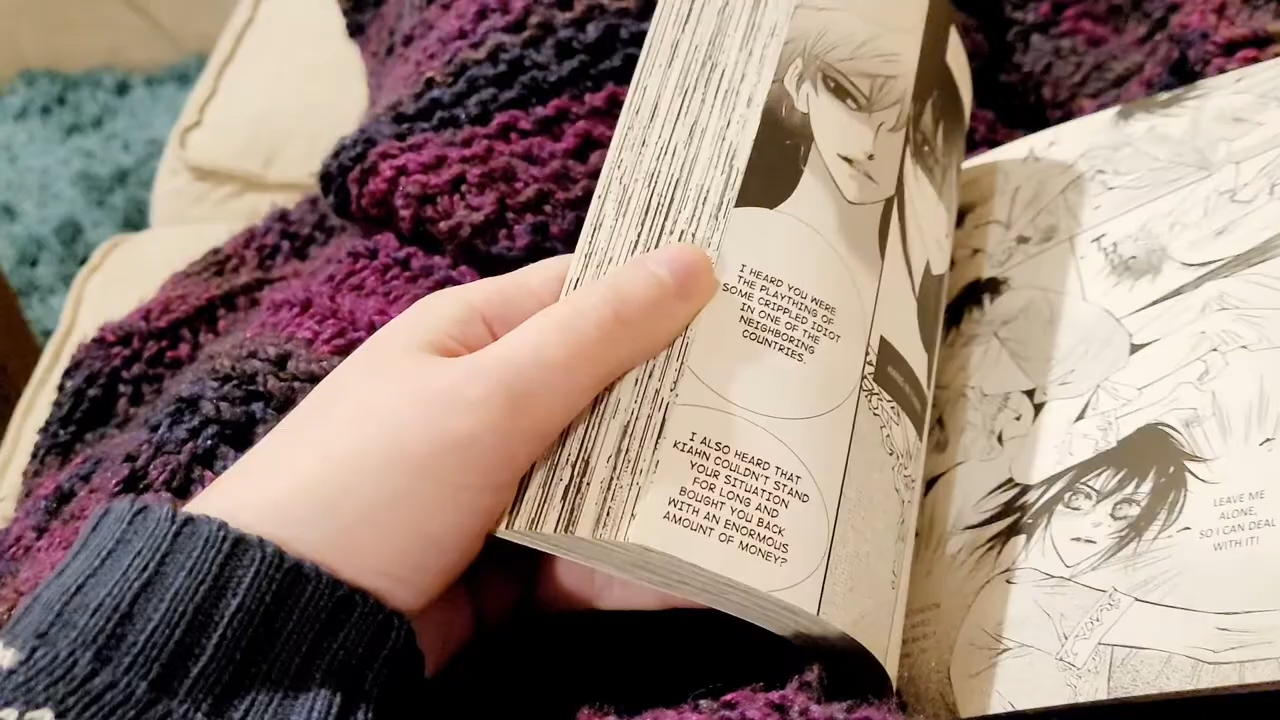 I HEARD YOU WERE
THE PLAYTHING OF
SOME CRIPPLED IDIOT
IN ONE OF THE
NEIGHBORING
COUNTRIES.
I ALSO HEARD THAT
KIAHN COULDN'T STAND
YOUR SITUATION
FOR LONG AND
BOUGHT YOU BACK
WITH AN ENORMOUS
AMOUNT OF MONEY?
LEAVE ME
ALONE,
SO I CAN DEAL
WITH IT!